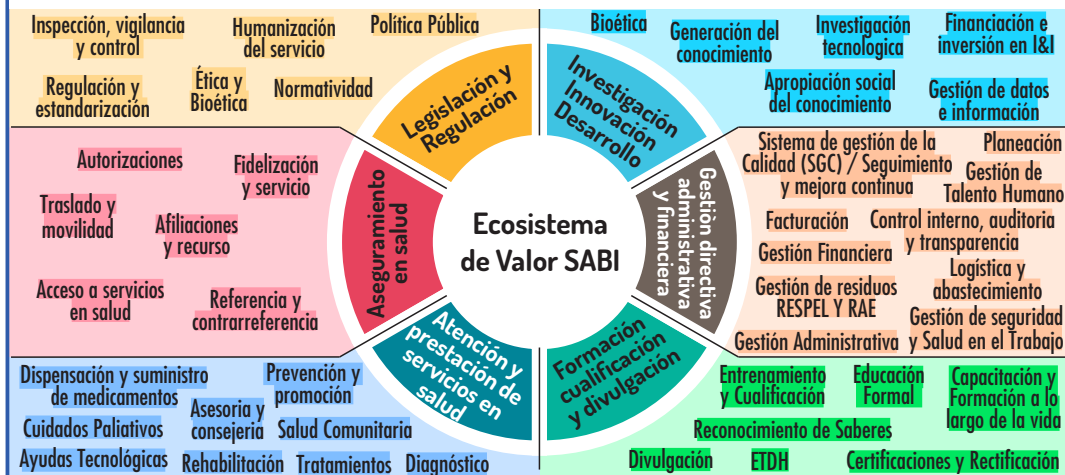 Inspección, vigilancia
y control
Humanización
del servicio
Política Pública
Regulación y
estandarización
Ética y
Bioética
Normatividad
Legislación y
Regulación
Bioética
Generación del
conocimiento
Investigación
tecnologica
Financiación e
inversión en I&I
Apropiación social
del conocimiento
Gestión de datos
e información
Investigación
Innovación
Desarrollo
Autorizaciones
Fidelización
y servicio
Traslado y
movilidad
Afiliaciones
y recurso
Acceso a servicios
en salud
Referencia y
contrarreferencia
Aseguramiento
en salud
Ecosistema
de Valor SABI
Gestiòn directiva
administrativa
y financiera
Sistema de gestión de la
Calidad (SGC) / Seguimiento
y mejora continua
Planeación
Gestión de
Talento Humano
Facturación
Control interno, auditoria
y transparencia
Gestión Financiera
Logística y
abastecimiento
Gestión de residuos
RESPEL Y RAE
Gestión de seguridad
y Salud en el Trabajo
Gestión Administrativa
Dispensación y suministro
de medicamentos
Prevención y
promoción
Cuidados Paliativos
Asesoria y
consejeria
Salud Comunitaria
Ayudas Tecnológicas
Rehabilitación
Tratamientos
Diagnóstico
Atención y
prestación de
servicios en
salud
Formación
cualificación
y divulgación
Entrenamiento
y Cualificación
Educación
Formal
Capacitación y
Formación a lo
largo de la vida
Reconocimiento de Saberes
Divulgación
ETDH
Certificaciones y Rectificación